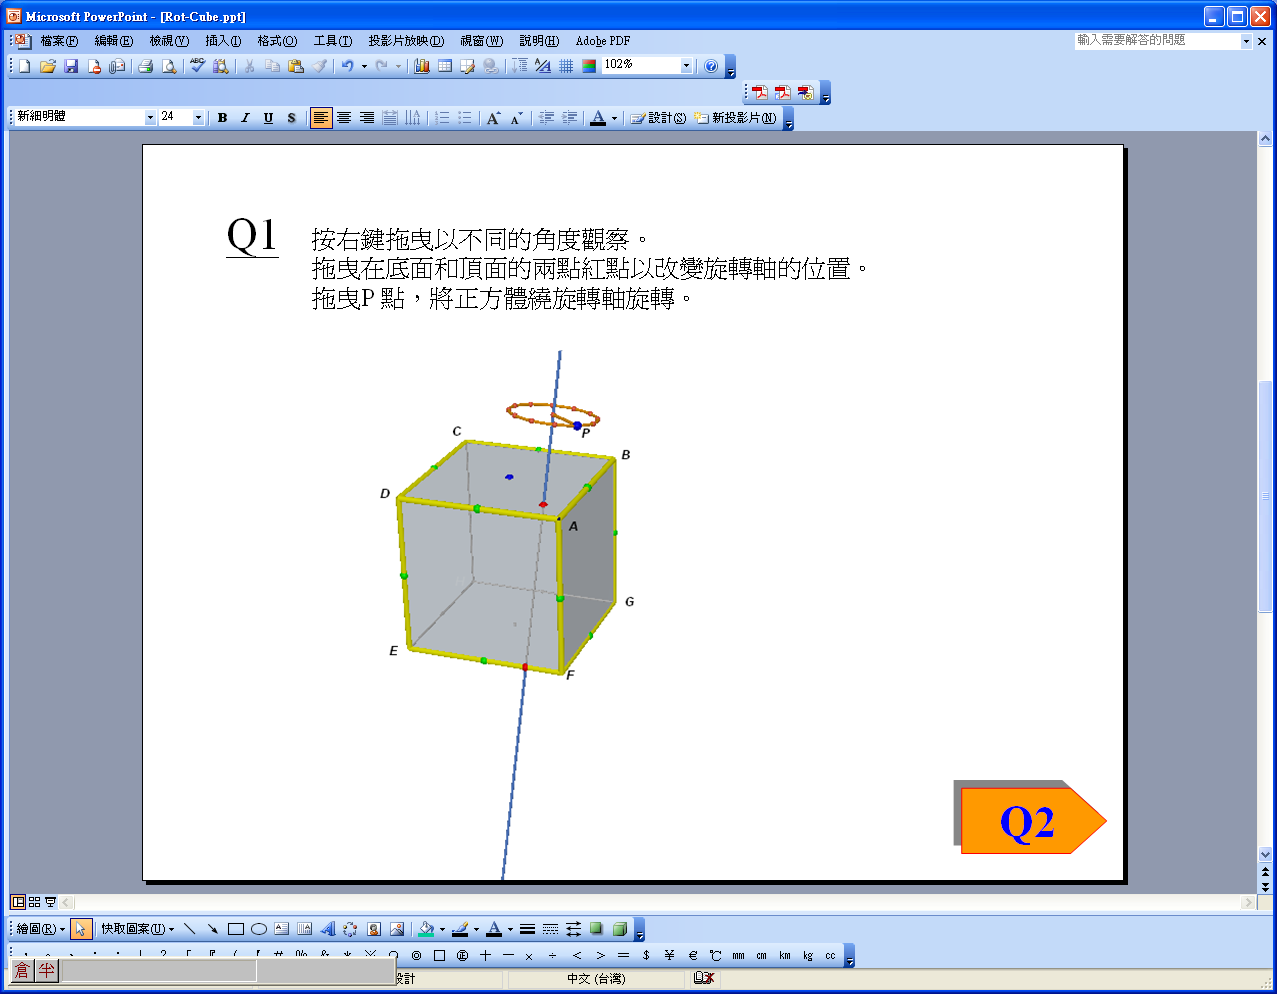 Microsoft PowerPoint - [Rot-Cube.ppt]
檔案(F) 編輯(E) 檢視(V) 插入(I) 格式(O) 工具(T) 投影片放映(D) 視窗(W) 說明(H) Adobe PDF 輸入需要解答的問題
102%
新細明體 24 B I U S A A A 設計(S) 新投影片(N)
Q1 按右鍵拖曳以不同的角度觀察。
拖曳在底面和頂面的兩點紅點以改變旋轉軸的位置。
拖曳P 點，將正方體繞旋轉軸旋轉。
P
C
B
D
A
G
E
F
Q2
繪圖(R) 快取圖案(U)
+ − × ÷ < > = $ ¥ € ℃ mm cm km kg cc
倉 半 設計 中文 (台灣)